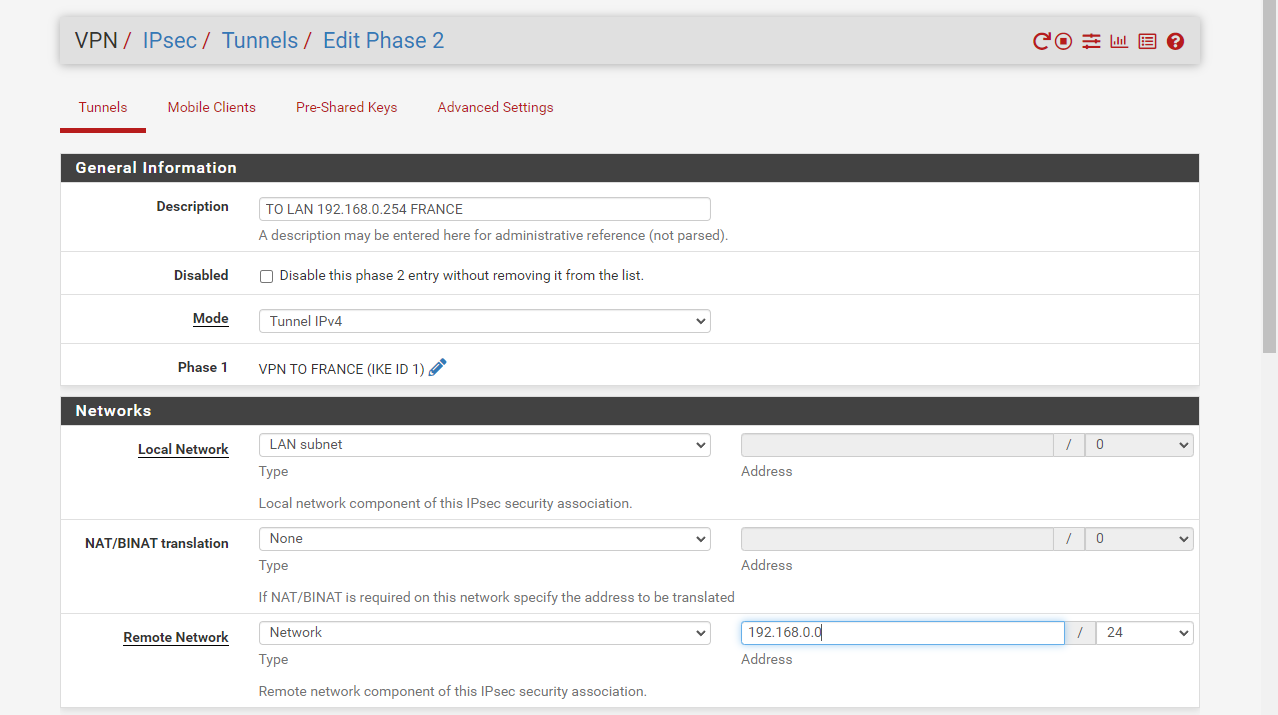 VPN / IPsec / Tunnels / Edit Phase 2
Tunnels Mobile Clients Pre-Shared Keys Advanced Settings
General Information
Description TO LAN 192.168.0.254 FRANCE
A description may be entered here for administrative reference (not parsed).
Disabled Disable this phase 2 entry without removing it from the list.
Mode Tunnel IPv4
Phase 1 VPN TO FRANCE (IKE ID 1)
Networks
Local Network LAN subnet / 0
Type Address
Local network component of this IPsec security association.
NAT/BINAT translation None / 0
Type Address
If NAT/BINAT is required on this network specify the address to be translated
Remote Network Network 192.168.0.0 / 24
Type Address
Remote network component of this IPsec security association.